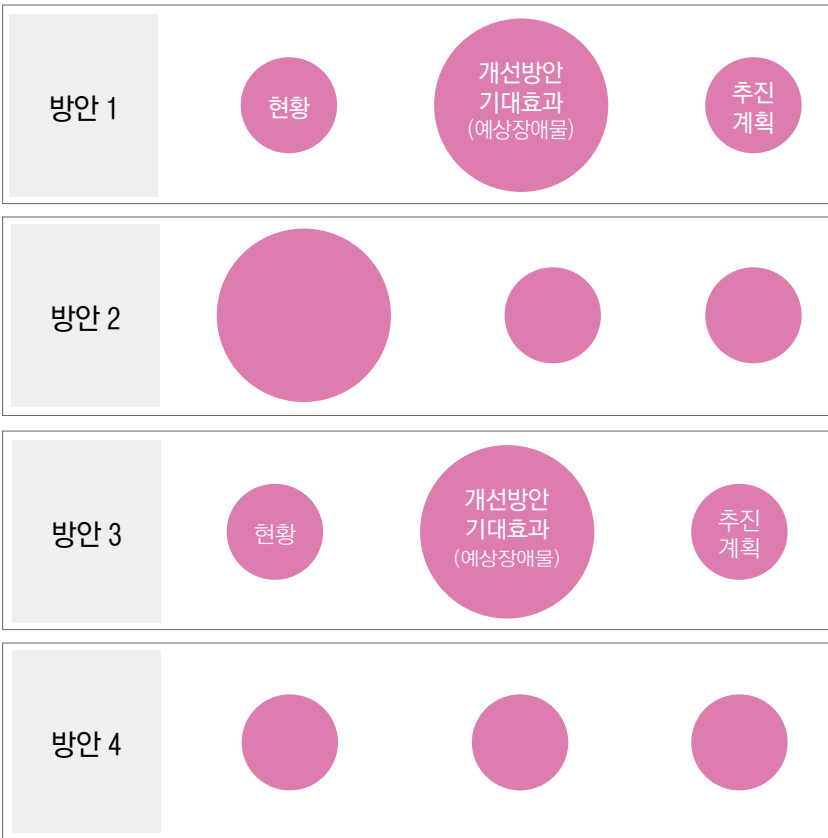 방안 1
현황
개선방안
기대효과
(예상장애물)
추진
계획
방안 2
방안 3
현황
개선방안
기대효과
(예상장애물)
추진
계획
방안 4